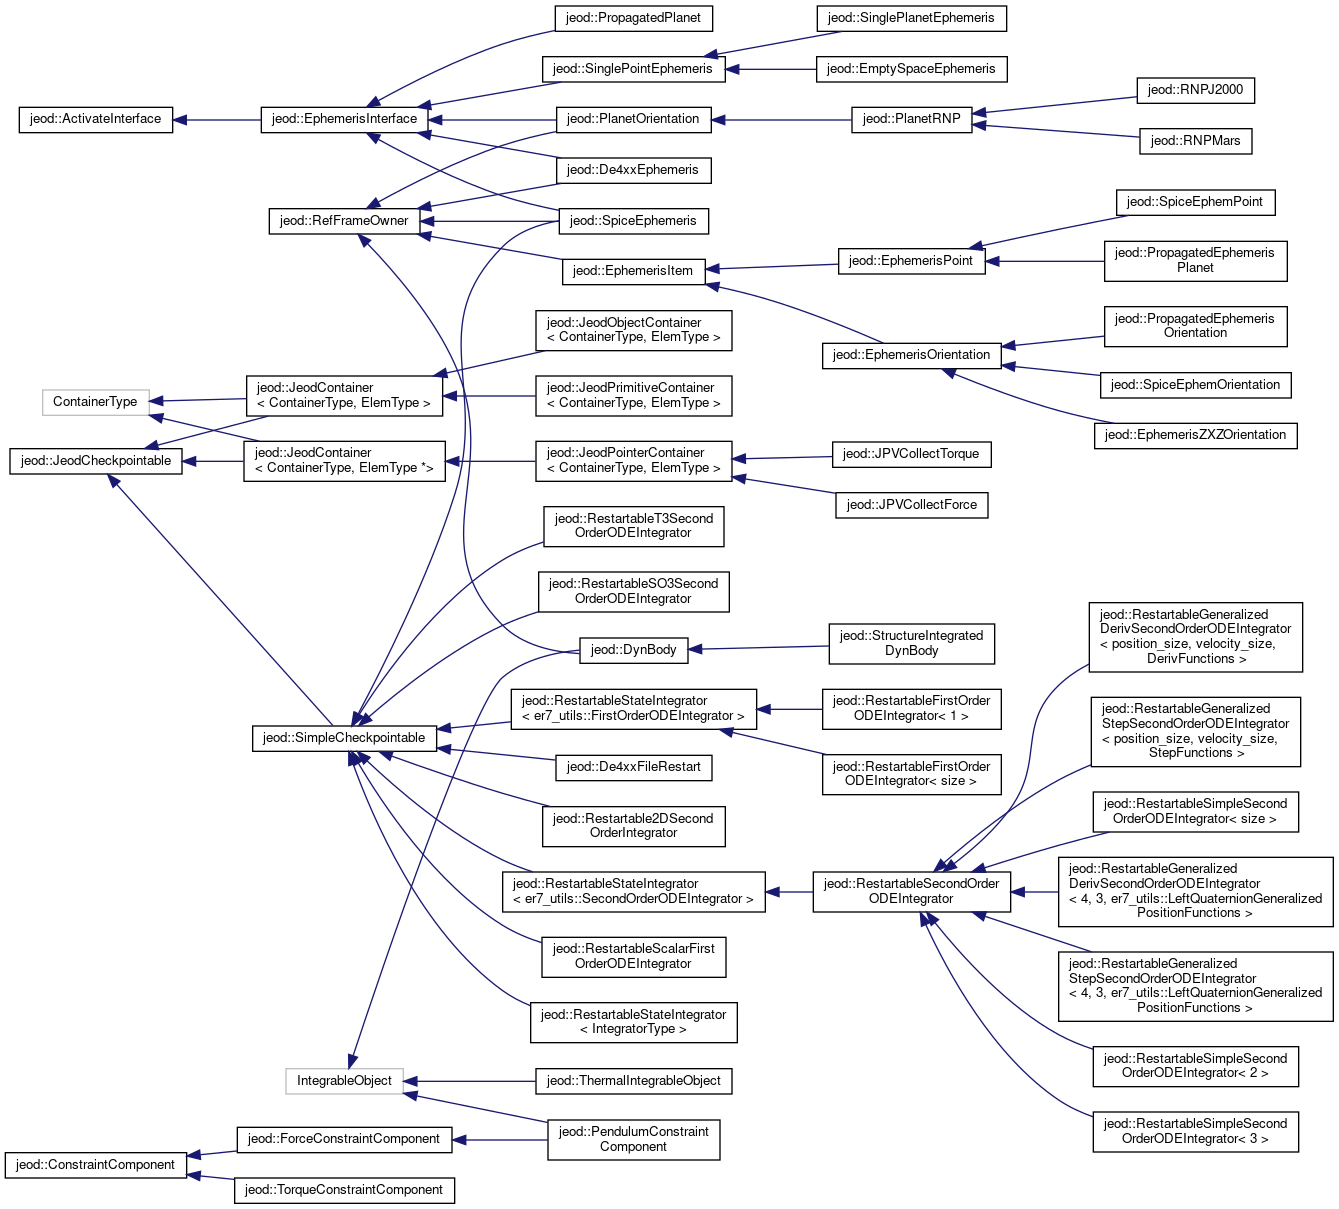 jeod::PropagatedPlanet
jeod::SinglePlanetEphemeris
jeod::SinglePointEphemeris
jeod::EmptySpaceEphemeris
jeod::ActivateInterface
jeod::EphemerisInterface
jeod::PlanetOrientation
jeod::PlanetRNP
jeod::RNPJ2000
jeod::RNPMars
jeod::De4xxEphemeris
jeod::RefFrameOwner
jeod::SpiceEphemeris
jeod::SpiceEphemPoint
jeod::EphemerisItem
jeod::EphemerisPoint
jeod::PropagatedEphemeris
Planet
jeod::JeodObjectContainer
< ContainerType, ElemType >
jeod::PropagatedEphemeris
Orientation
jeod::EphemerisOrientation
jeod::SpiceEphemOrientation
jeod::EphemerisZXZOrientation
ContainerType
jeod::JeodContainer
< ContainerType, ElemType >
jeod::JeodPrimitiveContainer
< ContainerType, ElemType >
jeod::JeodCheckpointable
jeod::JeodContainer
< ContainerType, ElemType *>
jeod::JeodPointerContainer
< ContainerType, ElemType >
jeod::JPVCollectTorque
jeod::JPVCollectForce
jeod::RestartableT3Second
OrderODEIntegrator
jeod::RestartableSO3Second
OrderODEIntegrator
jeod::DynBody
jeod::StructureIntegrated
DynBody
jeod::RestartableGeneralized
DerivSecondOrderODEIntegrator
< position_size, velocity_size,
DerivFunctions >
jeod::SimpleCheckpointable
jeod::RestartableStateIntegrator
< er7_utils::FirstOrderODEIntegrator >
jeod::RestartableFirstOrder
ODEIntegrator< 1 >
jeod::RestartableGeneralized
StepSecondOrderODEIntegrator
< position_size, velocity_size,
StepFunctions >
jeod::De4xxFileRestart
jeod::RestartableFirstOrder
ODEIntegrator< size >
jeod::Restartable2DSecond
OrderIntegrator
jeod::RestartableSimpleSecond
OrderODEIntegrator< size >
jeod::RestartableStateIntegrator
< er7_utils::SecondOrderODEIntegrator >
jeod::RestartableSecondOrder
ODEIntegrator
jeod::RestartableGeneralized
DerivSecondOrderODEIntegrator
< 4, 3, er7_utils::LeftQuaternionGeneralized
PositionFunctions >
jeod::RestartableScalarFirst
OrderODEIntegrator
jeod::RestartableGeneralized
StepSecondOrderODEIntegrator
< 4, 3, er7_utils::LeftQuaternionGeneralized
PositionFunctions >
jeod::RestartableStateIntegrator
< IntegratorType >
jeod::RestartableSimpleSecond
OrderODEIntegrator< 2 >
IntegrableObject
jeod::ThermalIntegrableObject
jeod::RestartableSimpleSecond
OrderODEIntegrator< 3 >
jeod::ForceConstraintComponent
jeod::PendulumConstraint
Component
jeod::ConstraintComponent
jeod::TorqueConstraintComponent